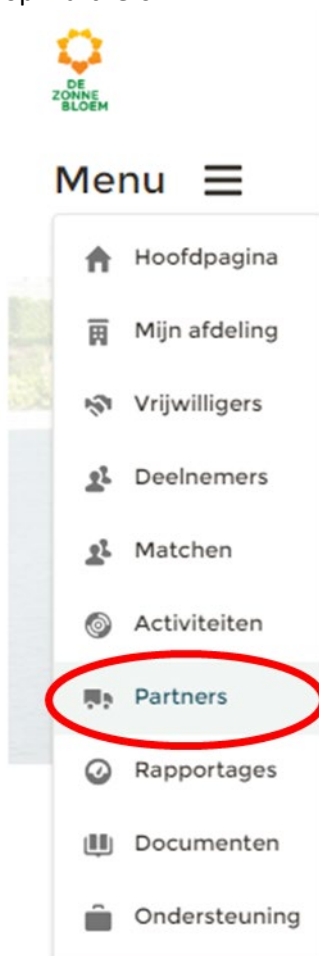 DE
ZONNE
BLOEM
Menu
Hoofdpagina
Mijn afdeling
Vrijwilligers
Deelnemers
Matchen
Activiteiten
Partners
Rapportages
Documenten
Ondersteuning